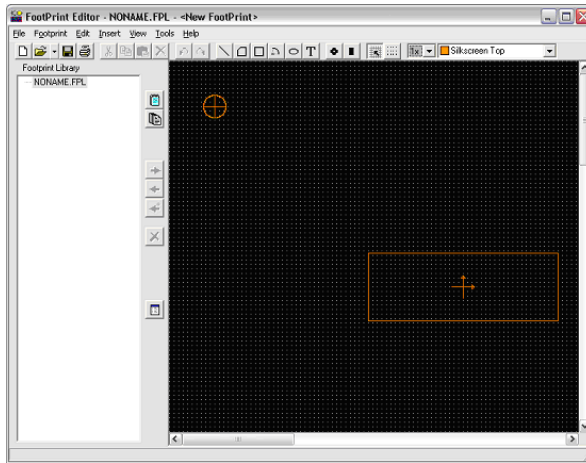 FootPrint Editor - NONAME.FPL - <New FootPrint>
File Footprint Edit Insert View Tools Help
T 1x Silkscreen Top
Footprint Library
NONAME.FPL